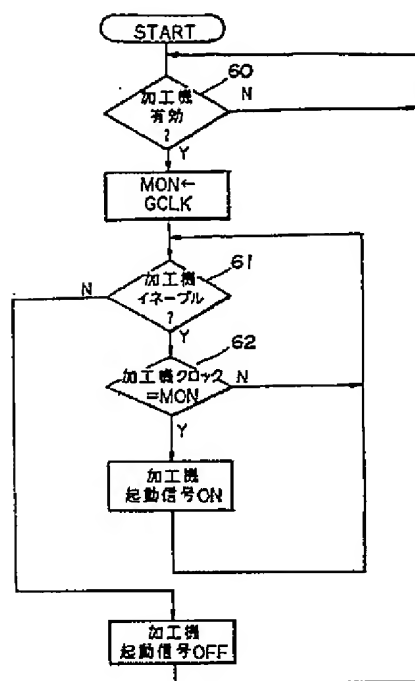 START
60
加工機
有効
?
N
Y
MON←
GCLK
61
加工機
イネーブル
?
N
Y
62
加工機クロック
=MON
N
Y
加工機
起動信号ON
加工機
起動信号OFF